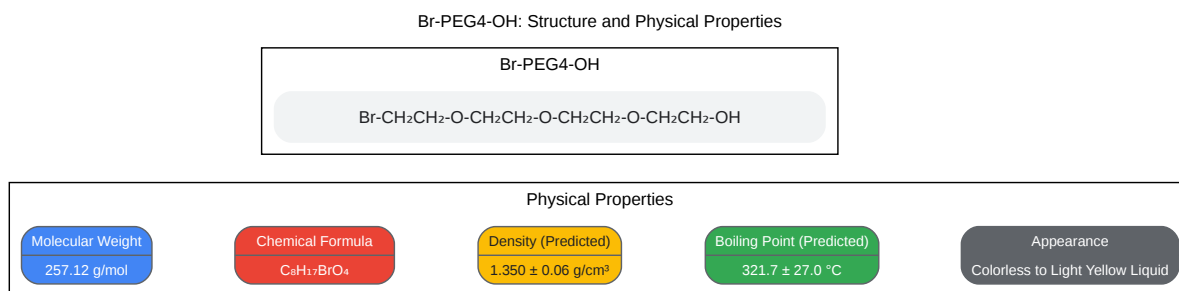 Br-PEG4-OH: Structure and Physical Properties
Br-PEG4-OH
Br-CH₂CH₂-O-CH₂CH₂-O-CH₂CH₂-O-CH₂CH₂-OH
Physical Properties
Molecular Weight
257.12 g/mol
Chemical Formula
C₈H₁₇BrO₄
Density (Predicted)
1.350 ± 0.06 g/cm³
Boiling Point (Predicted)
321.7 ± 27.0 °C
Appearance
Colorless to Light Yellow Liquid